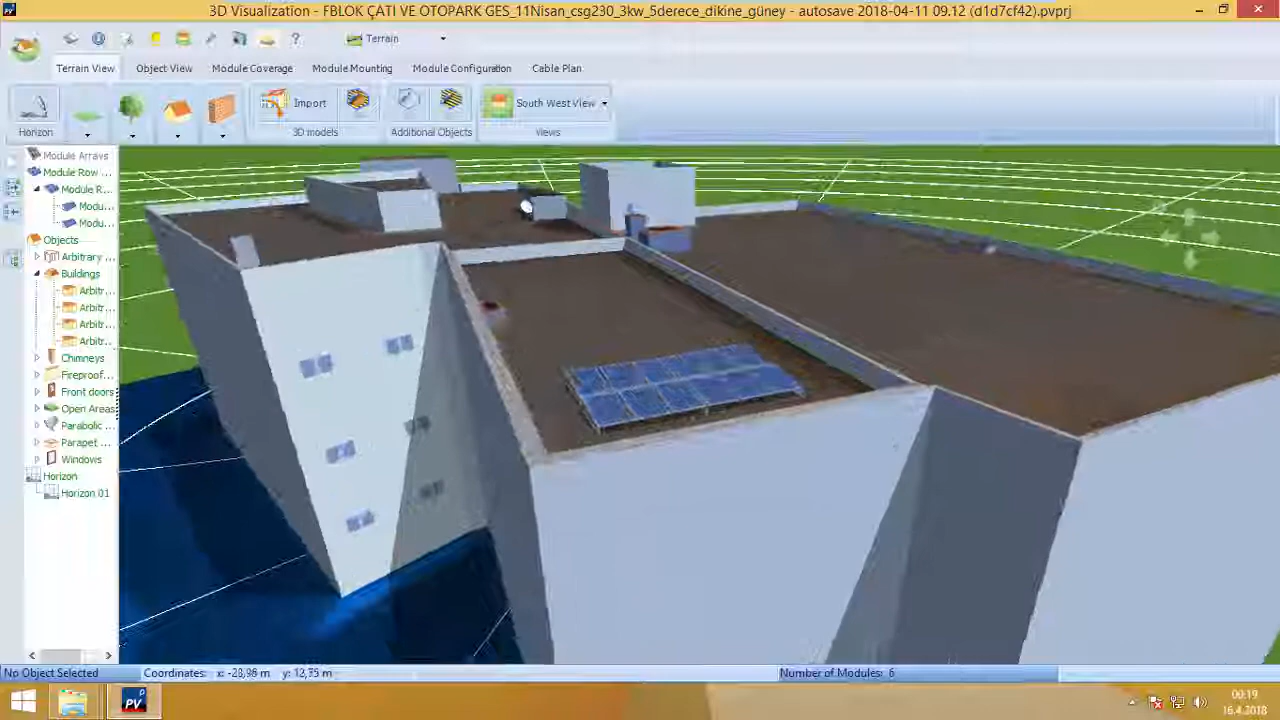 3D Visualization - FBLOK ÇATI VE OTOPARK GES_11Nisan_csg230_3kw_5derece_dikine_güney - autosave 2018-04-11 09.12 (d1d7cf42).pvprj
Terrain
Terrain View Object View Module Coverage Module Mounting Module Configuration Cable Plan
Import South West View
Horizon 3D models Additional Objects Views
Module Arrays
Module Row ...
Module R...
Modu...
Modu...
Objects
Arbitrary ...
Buildings
Arbitr...
Arbitr...
Arbitr...
Arbitr...
Chimneys
Fireproof...
Front doors
Open Areas
Parabolic ...
Parapet ...
Windows
Horizon
Horizon 01
No Object Selected Coordinates: x: -28,98 m y: 12,75 m Number of Modules: 6
PV
00:19
16.4.2018